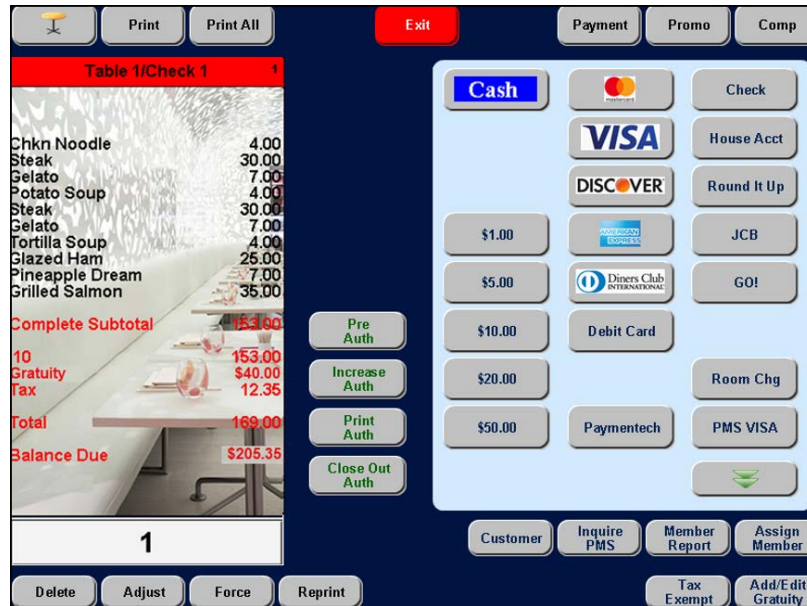 Print Print All Exit Payment Promo Comp
Table 1/Check 1 1
Chkn Noodle 4.00
Steak 30.00
Gelato 7.00
Potato Soup 4.00
Steak 30.00
Gelato 7.00
Tortilla Soup 4.00
Glazed Ham 25.00
Pineapple Dream 7.00
Grilled Salmon 35.00
Complete Subtotal 153.00
10 153.00
Gratuity $40.00
Tax 12.35
Total 169.00
Balance Due $205.35
1
Pre
Auth
Increase
Auth
Print
Auth
Close Out
Auth
Cash mastercard Check
VISA House Acct
DISCOVER Round It Up
$1.00 AMERICAN
EXPRESS JCB
$5.00 Diners Club
INTERNATIONAL GO!
$10.00 Debit Card
$20.00 Room Chg
$50.00 Paymentech PMS VISA
Customer Inquire
PMS Member
Report Assign
Member
Delete Adjust Force Reprint Tax
Exempt Add/Edit
Gratuity